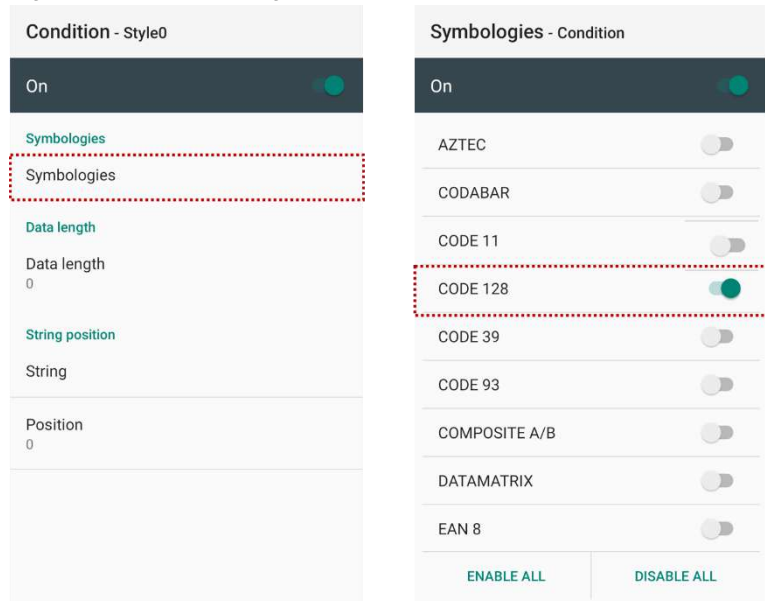 Condition - Style0
On
Symbologies
Symbologies
Data length
Data length
0
String position
String
Position
0
Symbologies - Condition
On
AZTEC
CODABAR
CODE 11
CODE 128
CODE 39
CODE 93
COMPOSITE A/B
DATAMATRIX
EAN 8
ENABLE ALL DISABLE ALL